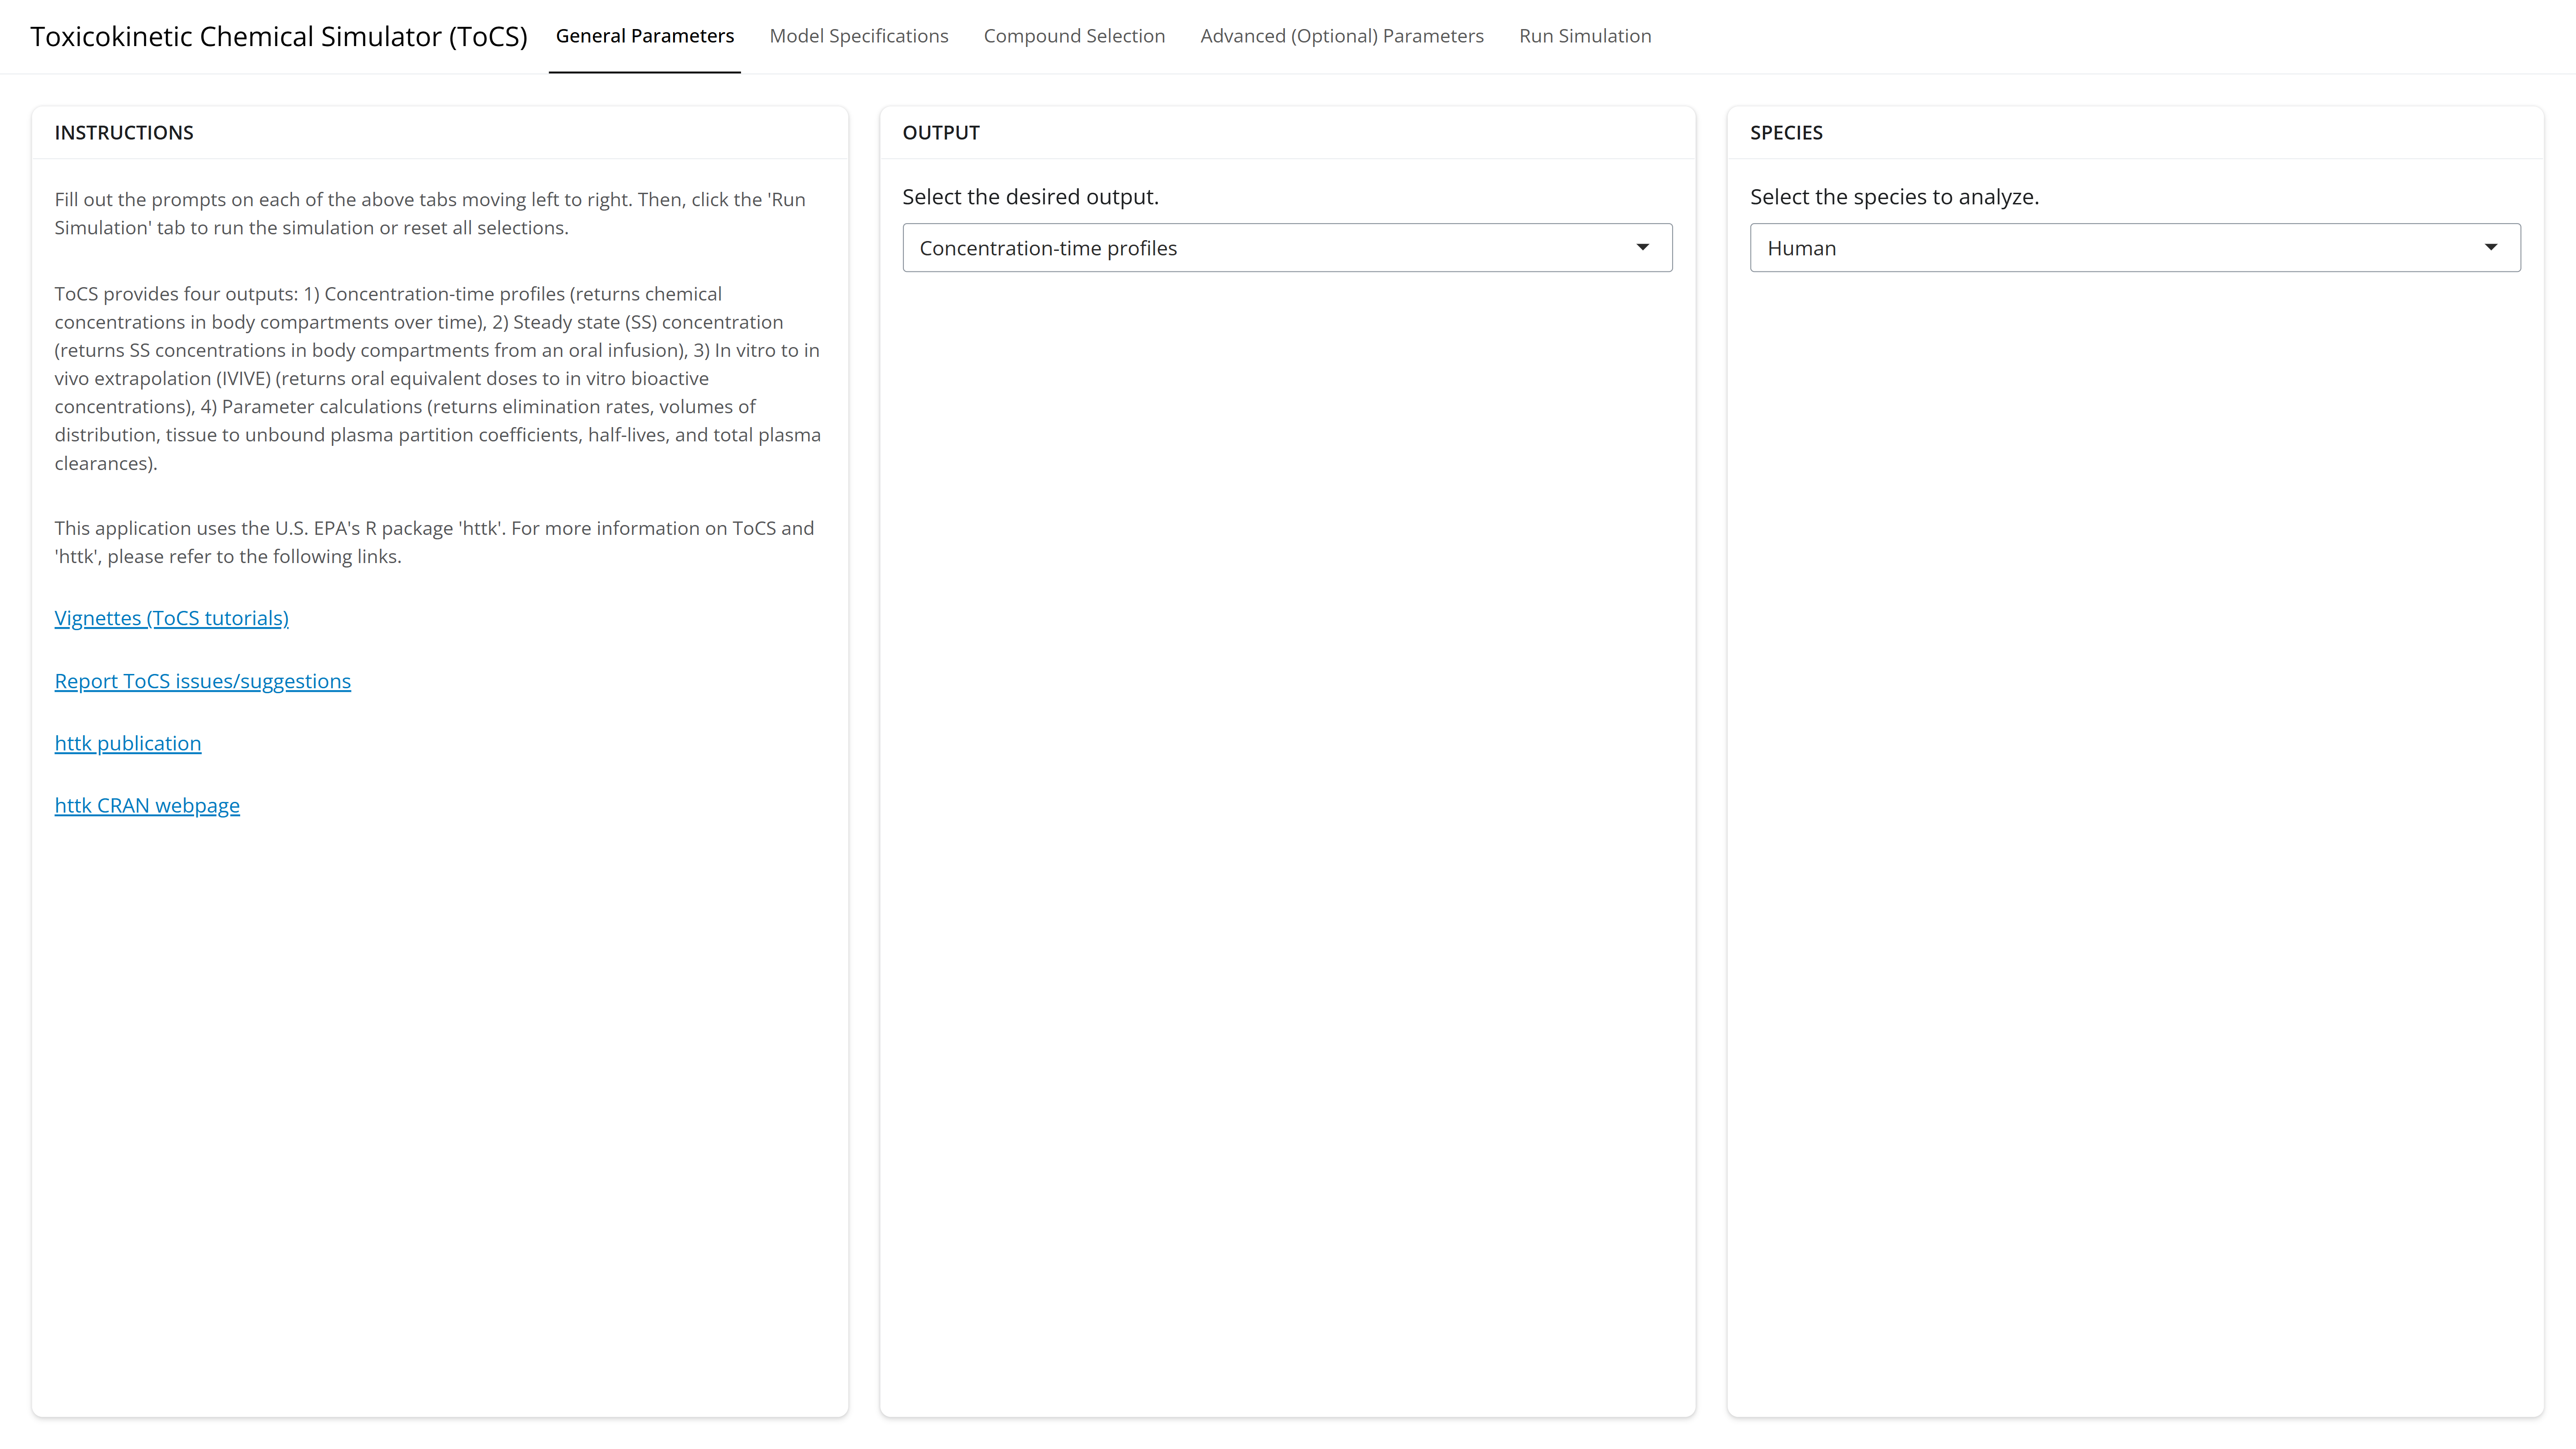 Toxicokinetic Chemical Simulator (ToCS)
General Parameters
Model Specifications
Compound Selection
Advanced (Optional) Parameters
Run Simulation
INSTRUCTIONS
Fill out the prompts on each of the above tabs moving left to right. Then, click the 'Run
Simulation' tab to run the simulation or reset all selections.
ToCS provides four outputs: 1) Concentration-time profiles (returns chemical
concentrations in body compartments over time), 2) Steady state (SS) concentration
(returns SS concentrations in body compartments from an oral infusion), 3) In vitro to in
vivo extrapolation (IVIVE) (returns oral equivalent doses to in vitro bioactive
concentrations), 4) Parameter calculations (returns elimination rates, volumes of
distribution, tissue to unbound plasma partition coefficients, half-lives, and total plasma
clearances).
This application uses the U.S. EPA's R package 'httk'. For more information on ToCS and
'httk', please refer to the following links.
Vignettes (ToCS tutorials)
Report ToCS issues/suggestions
httk publication
httk CRAN webpage
OUTPUT
Select the desired output.
Concentration-time profiles
SPECIES
Select the species to analyze.
Human